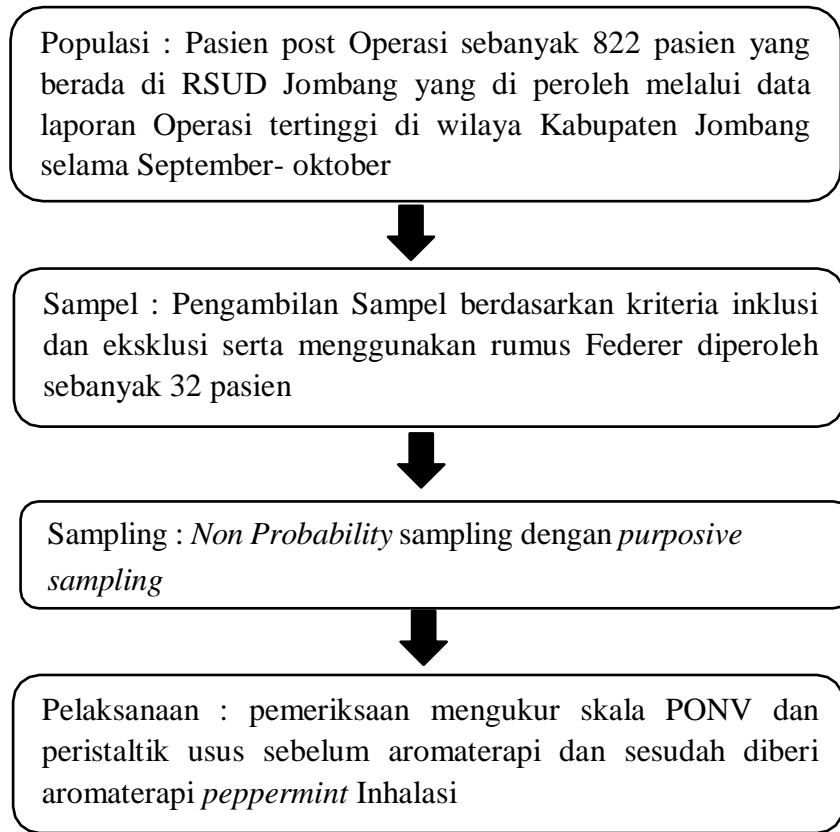 Populasi : Pasien post Operasi sebanyak 822 pasien yang
berada di RSUD Jombang yang di peroleh melalui data
laporan Operasi tertinggi di wilaya Kabupaten Jombang
selama September- oktober
Sampel : Pengambilan Sampel berdasarkan kriteria inklusi
dan eksklusi serta menggunakan rumus Federer diperoleh
sebanyak 32 pasien
Sampling : Non Probability sampling dengan purposive
sampling
Pelaksanaan : pemeriksaan mengukur skala PONV dan
peristaltik usus sebelum aromaterapi dan sesudah diberi
aromaterapi peppermint Inhalasi